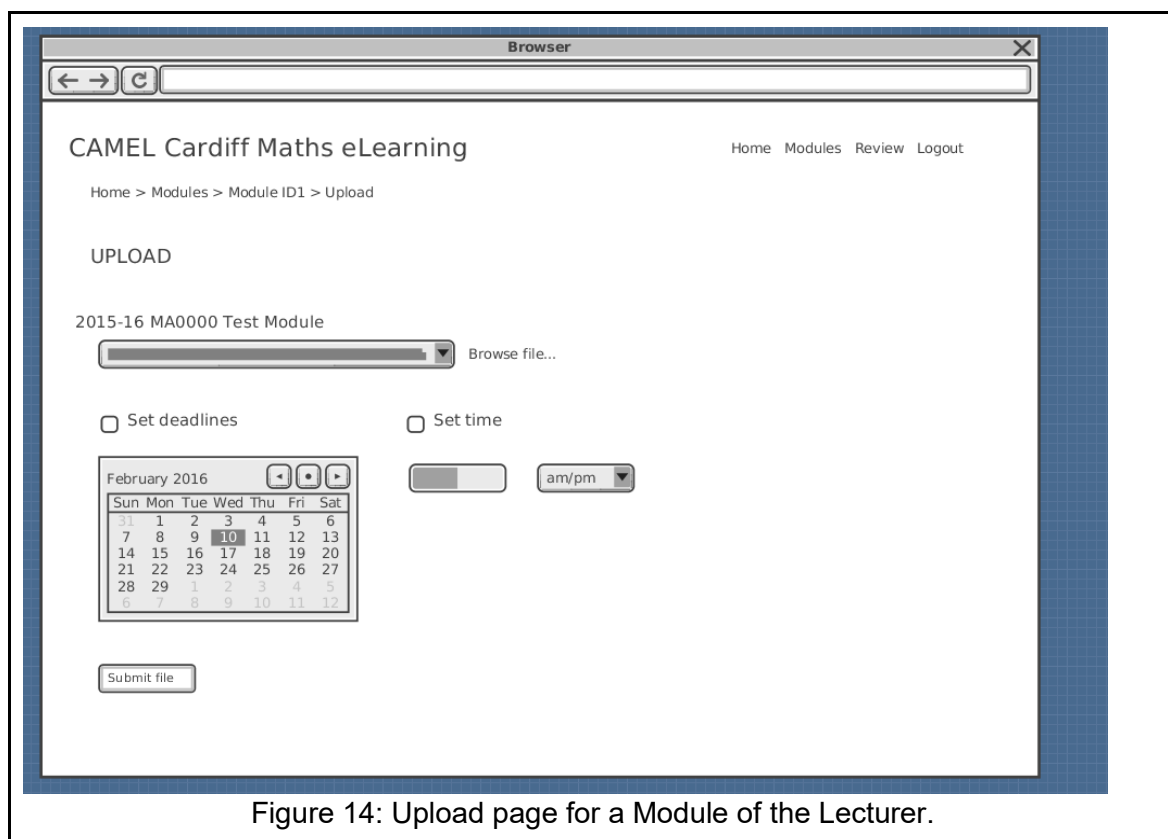 Browser
CAMEL Cardiff Maths eLearning
Home Modules Review Logout
Home > Modules > Module ID1 > Upload
UPLOAD
2015-16 MA0000 Test Module
Browse file...
Set deadlines
Set time
February 2016
am/pm
Sun Mon Tue Wed Thu Fri Sat
31 1 2 3 4 5 6
7 8 9 10 11 12 13
14 15 16 17 18 19 20
21 22 23 24 25 26 27
28 29 1 2 3 4 5
6 7 8 9 10 11 12
Submit file
Figure 14: Upload page for a Module of the Lecturer.